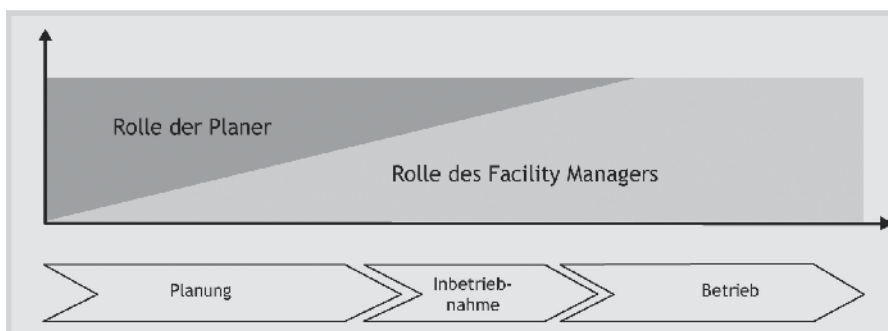 Rolle der Planer
Rolle des Facility Managers
Planung
Inbetrieb-
nahme
Betrieb